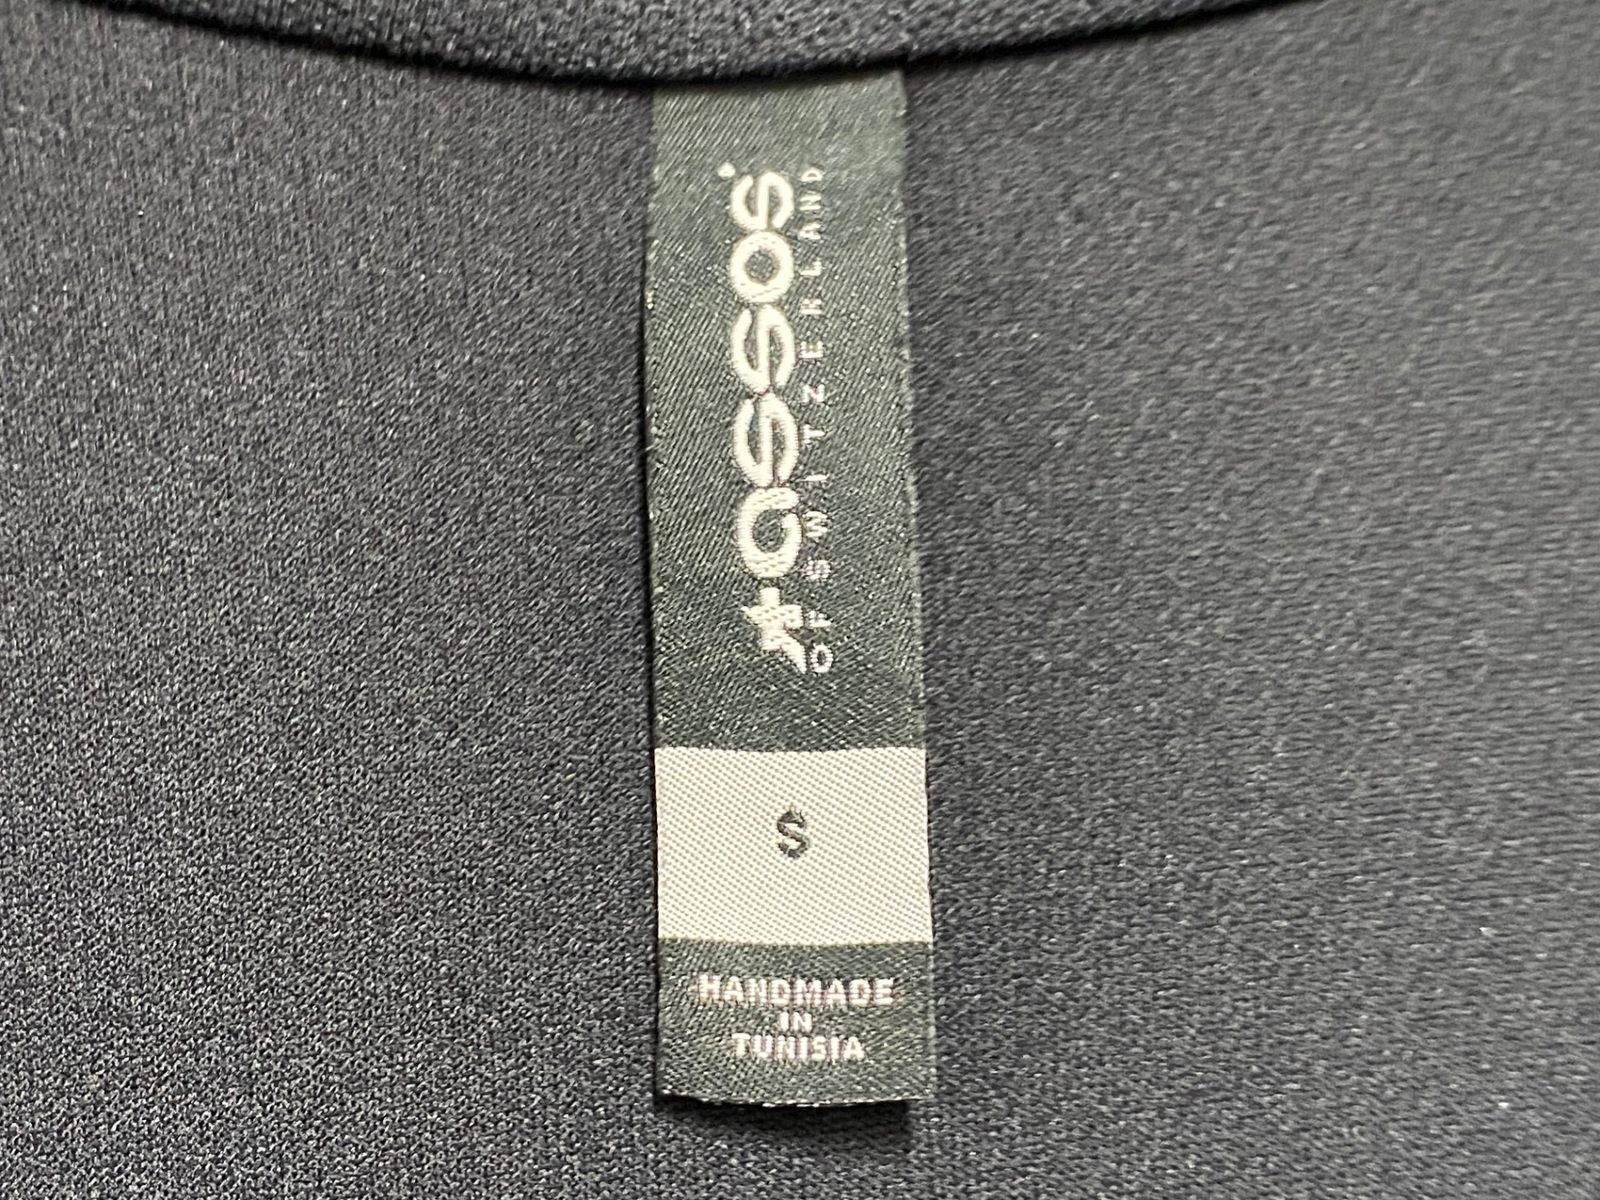 assos
OF SWITZERLAND
S
HANDMADE
IN
TUNISIA